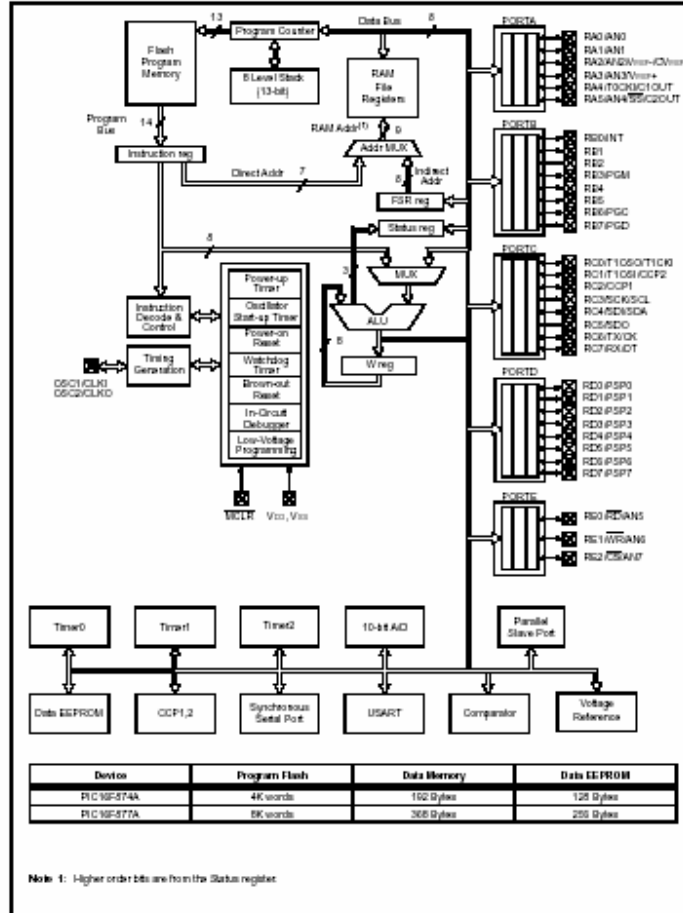 13
Program Counter
Data Bus
8
PORTA
Flash
Program
Memory
8 Level Stack
(13-bit)
RAM
File
Registers
RA0/AN0
RA1/AN1
RA2/AN2/VREF-/CVREF
RA3/AN3/VREF+
RA4/T0CKI/C1OUT
RA5/AN4/SS/C2OUT
Program
Bus
14
RAM Addr(1)
9
PORTB
Instruction reg
Addr MUX
RB0/INT
RB1
RB2
RB3/PGM
RB4
RB5
RB6/PGC
RB7/PGD
Direct Addr
7
8
Indirect
Addr
FSR reg
Status reg
8
PORTC
3
MUX
RC0/T1OSO/T1CKI
RC1/T1OSI/CCP2
RC2/CCP1
RC3/SCK/SCL
RC4/SDI/SDA
RC5/SDO
RC6/TX/CK
RC7/RX/DT
Power-up
Timer
Instruction
Decode &
Control
Oscillator
Start-up Timer
ALU
Power-on
Reset
8
Timing
Generation
Watchdog
Timer
W reg
OSC1/CLKI
OSC2/CLKO
Brown-out
Reset
PORTD
In-Circuit
Debugger
RD0/PSP0
RD1/PSP1
RD2/PSP2
RD3/PSP3
RD4/PSP4
RD5/PSP5
RD6/PSP6
RD7/PSP7
Low-Voltage
Programming
MCLR
VDD, VSS
PORTE
RE0/RD/AN5
RE1/WR/AN6
RE2/CS/AN7
Timer0
Timer1
Timer2
10-bit A/D
Parallel
Slave Port
Data EEPROM
CCP1,2
Synchronous
Serial Port
USART
Comparator
Voltage
Reference
Device Program Flash Data Memory Data EEPROM
PIC16F874A 4K words 192 Bytes 128 Bytes
PIC16F877A 8K words 368 Bytes 256 Bytes
Note 1: Higher order bits are from the Status register.